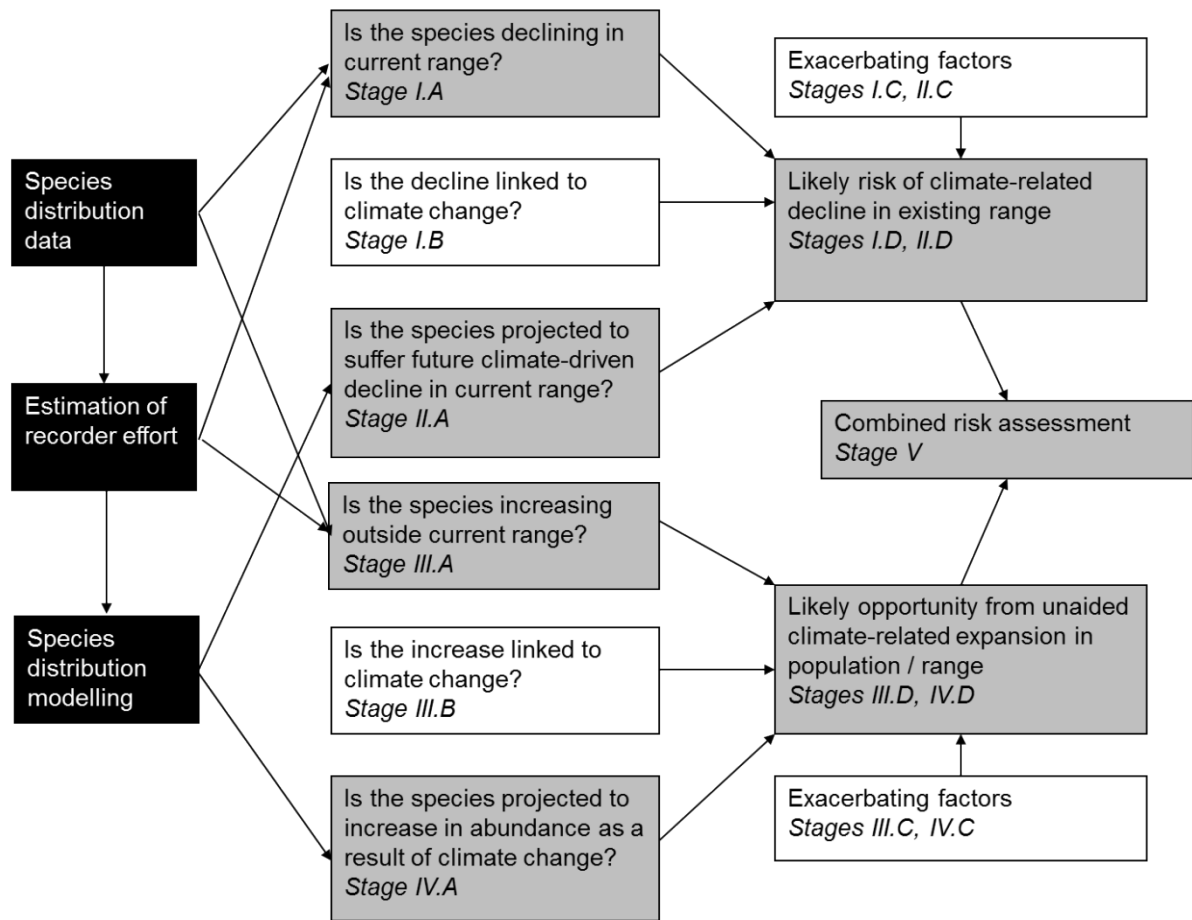 Species
distribution
data
Estimation of
recorder effort
Species
distribution
modelling
Is the species declining in
current range?
Stage I.A
Is the decline linked to
climate change?
Stage I.B
Is the species projected to
suffer future climate-driven
decline in current range?
Stage II.A
Is the species increasing
outside current range?
Stage III.A
Is the increase linked to
climate change?
Stage III.B
Is the species projected to
increase in abundance as a
result of climate change?
Stage IV.A
Exacerbating factors
Stages I.C, II.C
Likely risk of climate-related
decline in existing range
Stages I.D, II.D
Combined risk assessment
Stage V
Likely opportunity from unaided
climate-related expansion in
population / range
Stages III.D, IV.D
Exacerbating factors
Stages III.C, IV.C